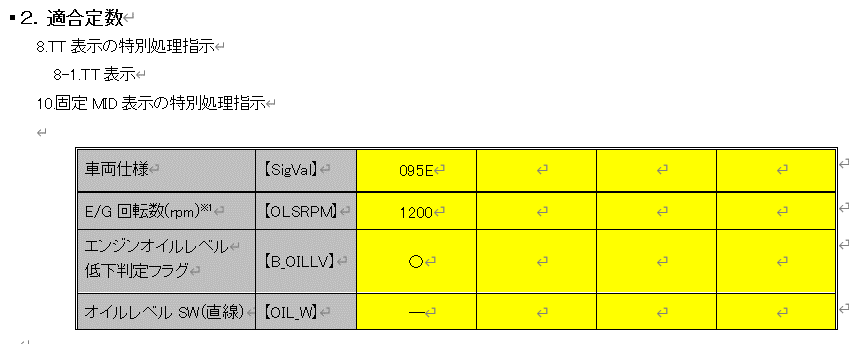 ▪2. 適合定数↵
8.TT 表示の特別処理指示↵
8-1.TT 表示↵
10.固定 MID 表示の特別処理指示↵
↵
車両仕様↵ 【SigVal】↵ 095E↵ ↵ ↵ ↵ ↵
E/G 回転数(rpm)※1↵ 【OLSRPM】↵ 1200↵ ↵ ↵ ↵ ↵
エンジンオイルレベル↵
低下判定フラグ↵ 【B_OILLV】↵ ○↵ ↵ ↵ ↵ ↵
オイルレベル SW(直線)↵ 【OIL_W】↵ ―↵ ↵ ↵ ↵ ↵
↵